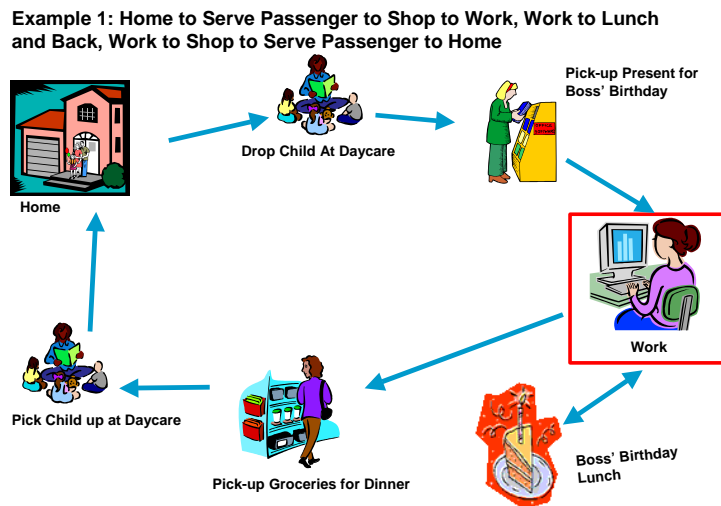 Example 1: Home to Serve Passenger to Shop to Work, Work to Lunch
and Back, Work to Shop to Serve Passenger to Home
Pick-up Present for
Boss' Birthday
Drop Child At Daycare
Home
Work
Pick Child up at Daycare
Boss' Birthday
Lunch
Pick-up Groceries for Dinner